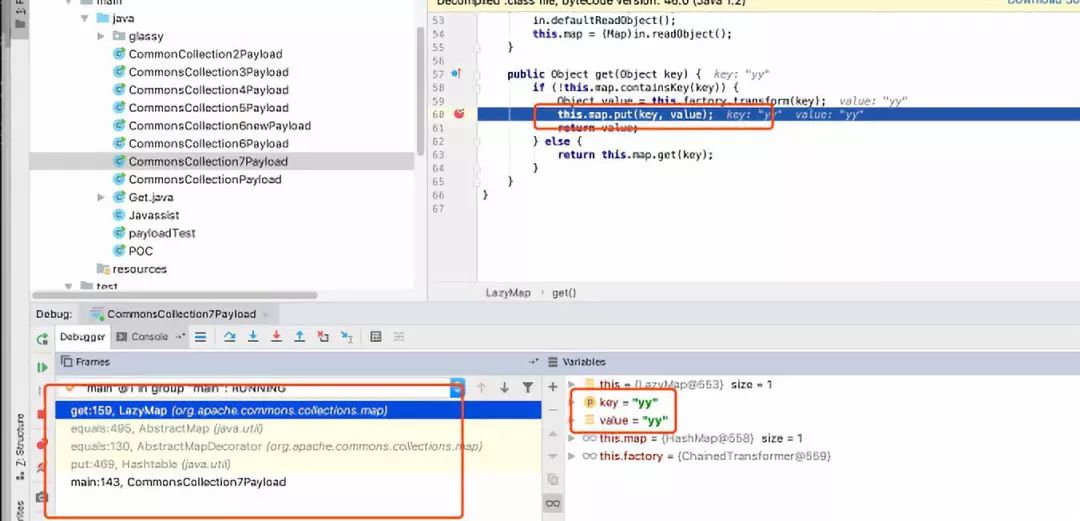 main
java
glassy
CommonCollection2Payload
CommonsCollection3Payload
CommonsCollection4Payload
CommonsCollection5Payload
CommonsCollection6newPayload
CommonsCollection6Payload
CommonsCollection7Payload
CommonsCollectionPayload
Get.java
Javassist
payloadTest
POC
resources
test
Decompiled .class file, bytecode version: 46.0 (Java 1.2)
53 in.defaultReadObject();
54 this.map = (Map)in.readObject();
55 }
56
57 public Object get(Object key) { key: "yy"
58 if (!this.map.containsKey(key)) {
59 Object value = this.factory.transform(key); value: "yy"
60 this.map.put(key, value); key: "yy" value: "yy"
61 return value;
62 } else {
63 return this.map.get(key);
64 }
65 }
66 }
67
LazyMap › get()
Debug: CommonsCollection7Payload
Debugger Console
Frames
"main"@1 in group "main": RUNNING
get:159, LazyMap (org.apache.commons.collections.map)
equals:495, AbstractMap (java.util)
equals:130, AbstractMapDecorator (org.apache.commons.collections.map)
put:469, Hashtable (java.util)
main:143, CommonsCollection7Payload
Variables
this = {LazyMap@553} size = 1
key = "yy"
value = "yy"
this.map = {HashMap@558} size = 1
this.factory = {ChainedTransformer@559}
Z: Structure